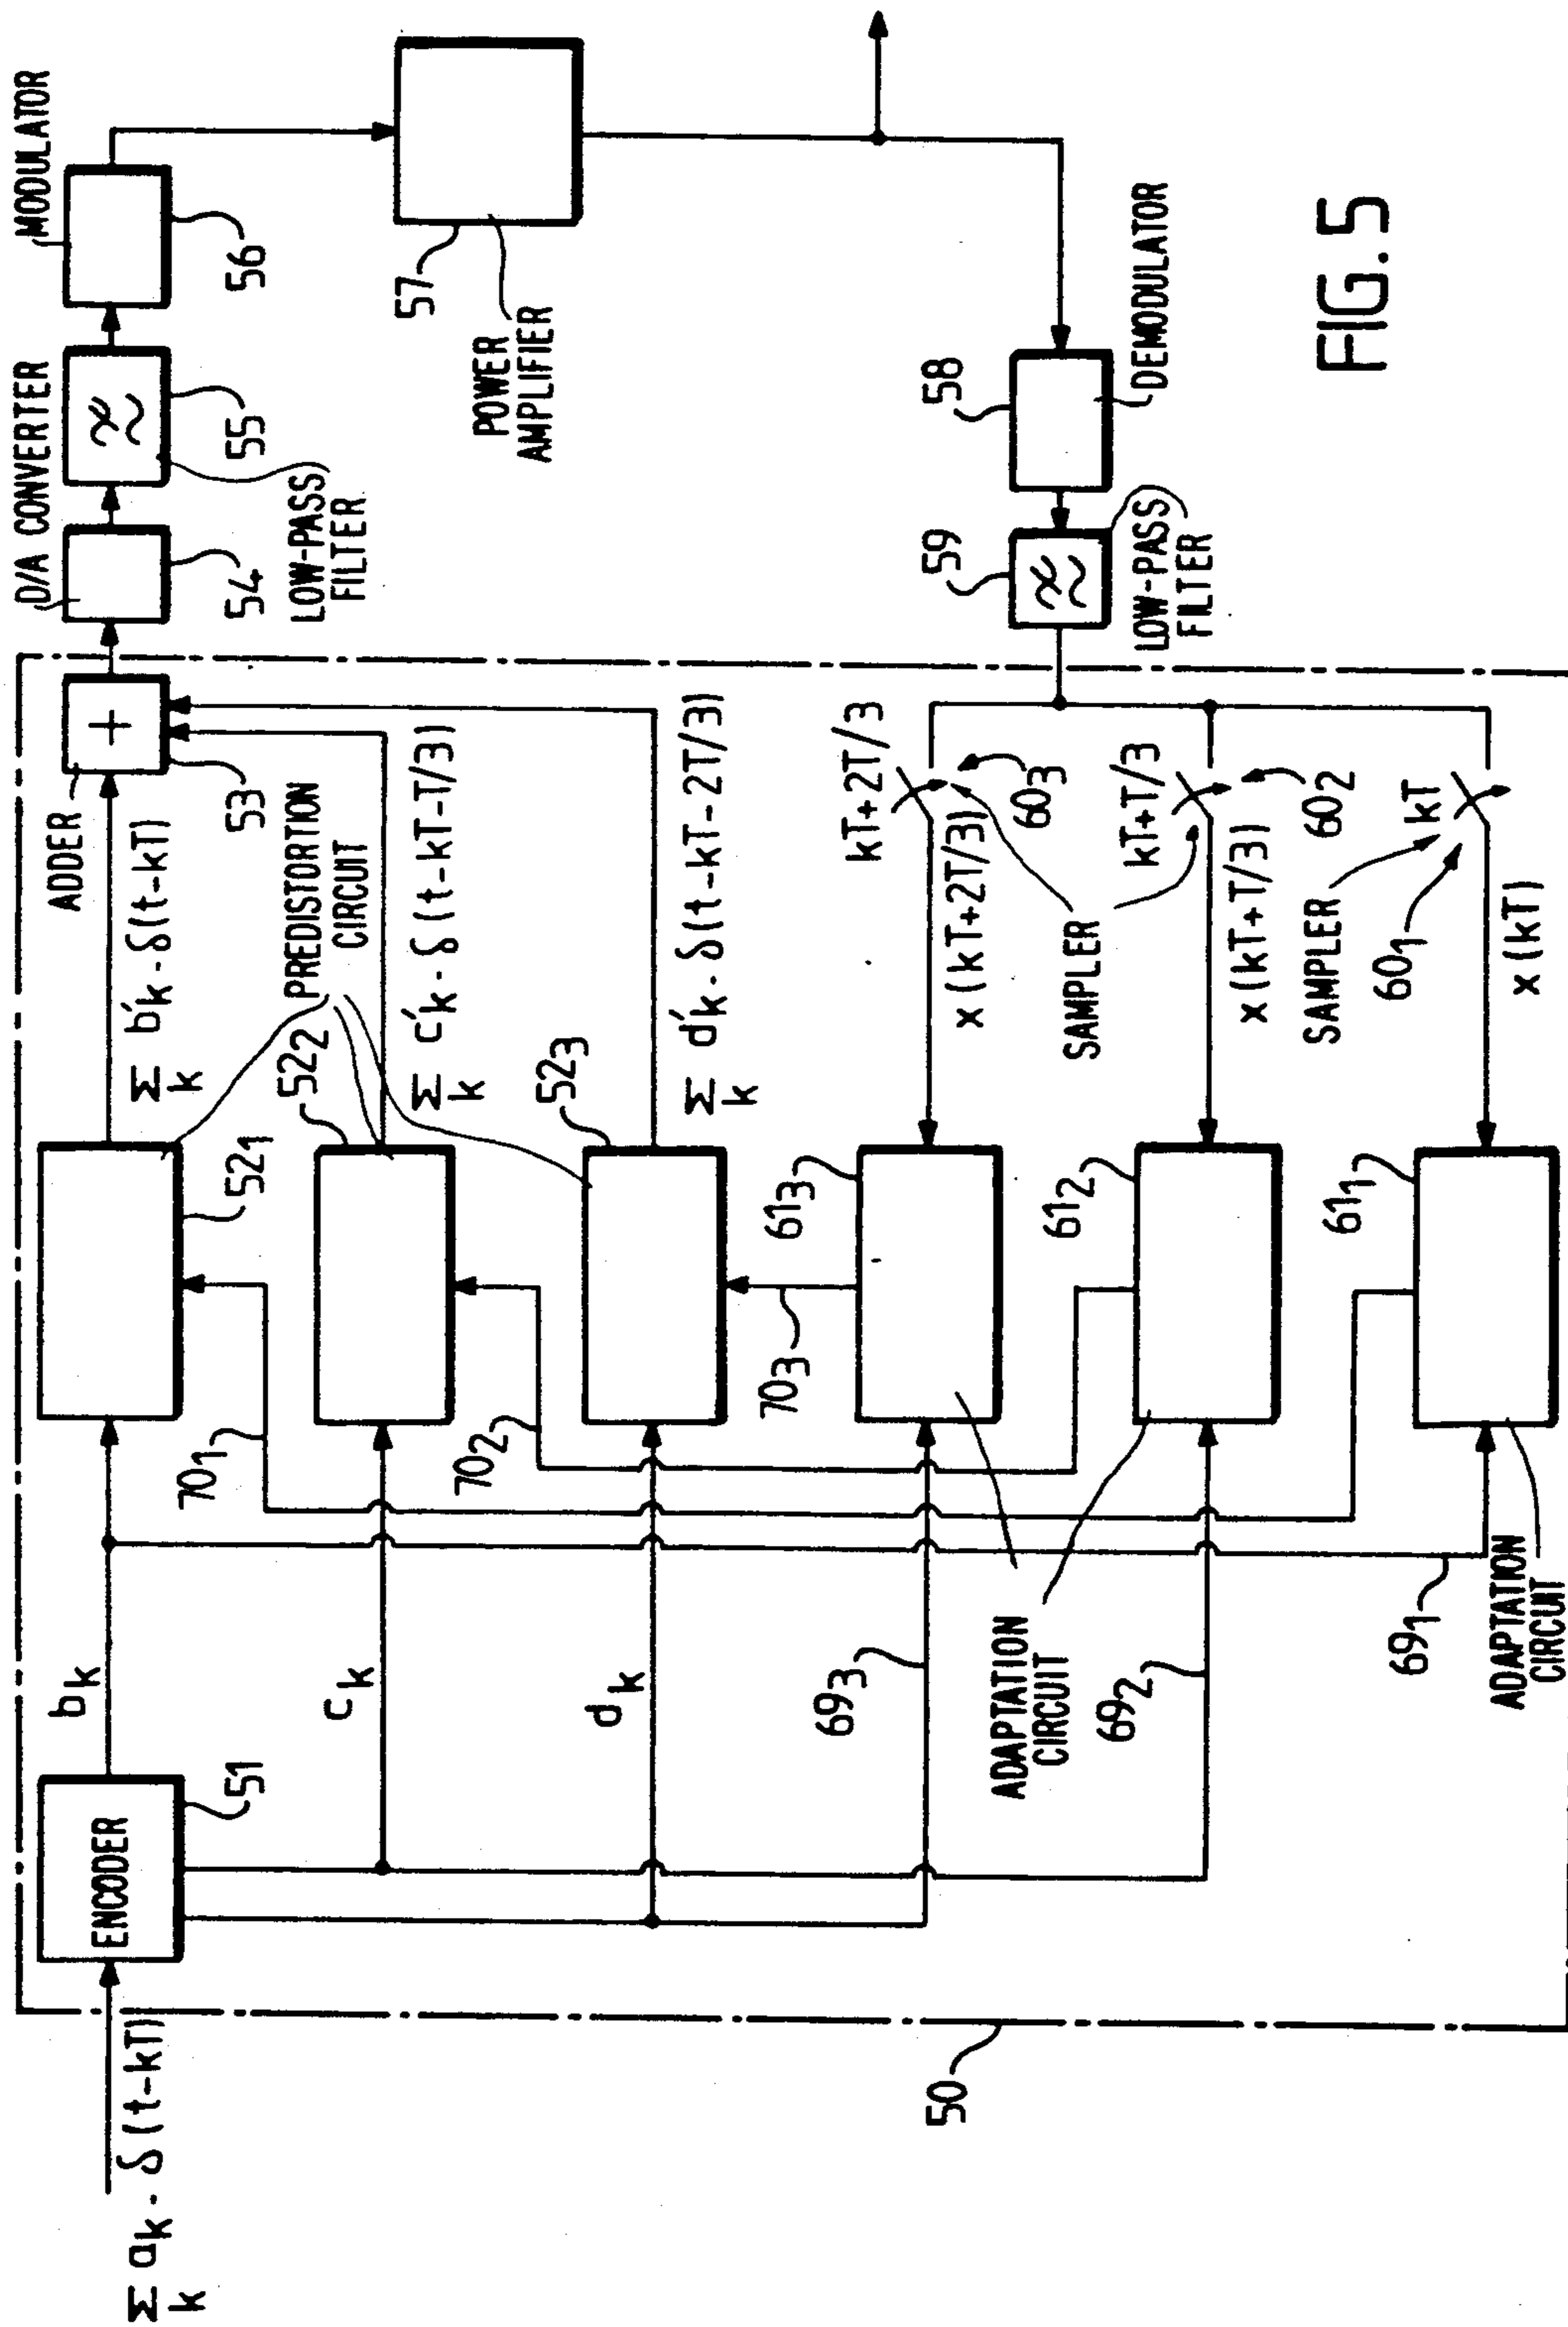 MODULATOR
D/A CONVERTER
56
55
54
LOW-PASS
FILTER
57
POWER
AMPLIFIER
ADDER
+
53
Σ b'k · δ(t-kT)
k
PREDISTORTION
CIRCUIT
521
522
Σ c'k · δ(t-kT-T/3)
k
523
Σ d'k · δ(t-kT-2T/3)
k
58
DEMODULATOR
59
LOW-PASS
FILTER
kT+2T/3
603
x(kT+2T/3)
SAMPLER
kT+T/3
602
x(kT+T/3)
SAMPLER
kT
601
x(kT)
613
612
611
701
702
703
bk
ck
dk
693
ADAPTATION
CIRCUIT
692
691
ADAPTATION
CIRCUIT
ENCODER
51
Σ ak · δ(t-kT)
k
50
FIG. 5